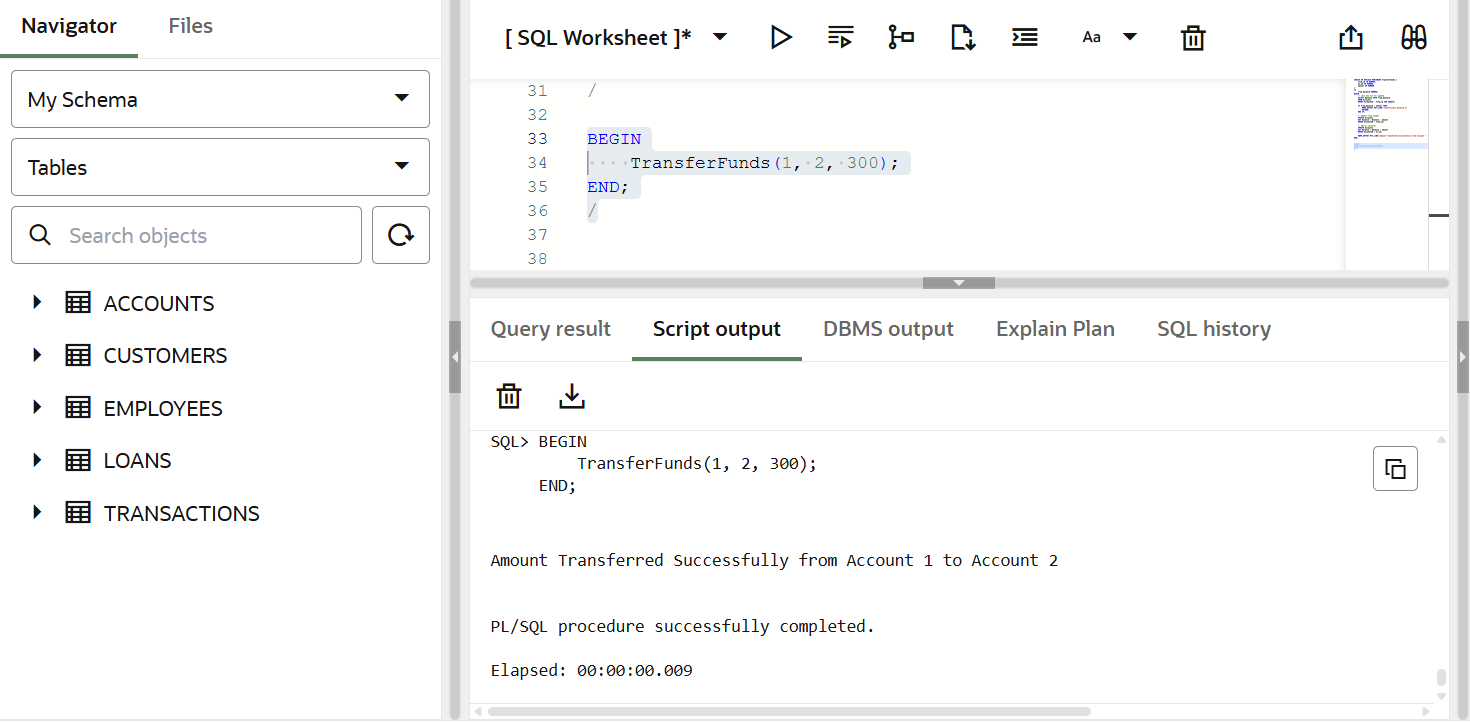 Navigator Files
My Schema
Tables
Search objects
ACCOUNTS
CUSTOMERS
EMPLOYEES
LOANS
TRANSACTIONS
[ SQL Worksheet ]* Aa
31 /
32
33 BEGIN
34 ····TransferFunds(1,·2,·300);
35 END;
36 /
37
38
Query result Script output DBMS output Explain Plan SQL history
SQL> BEGIN
TransferFunds(1, 2, 300);
END;
Amount Transferred Successfully from Account 1 to Account 2
PL/SQL procedure successfully completed.
Elapsed: 00:00:00.009